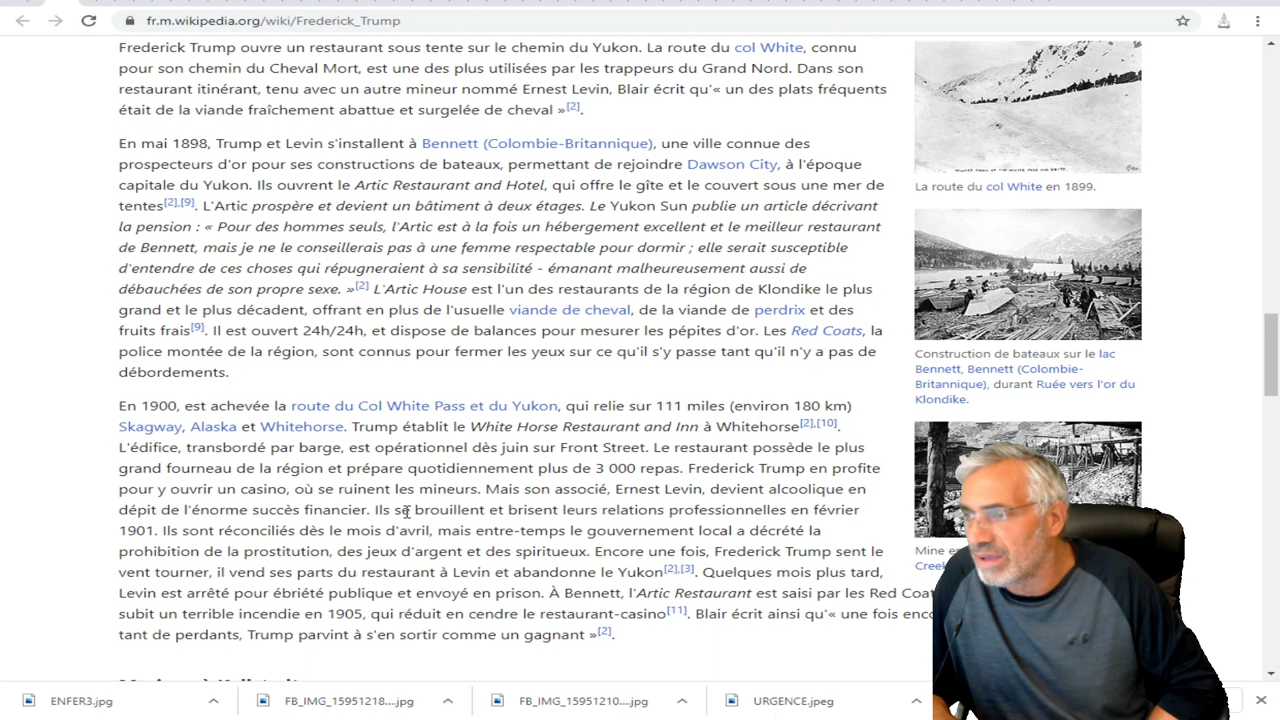 fr.m.wikipedia.org/wiki/Frederick_Trump
Frederick Trump ouvre un restaurant sous tente sur le chemin du Yukon. La route du col White, connu
pour son chemin du Cheval Mort, est une des plus utilisées par les trappeurs du Grand Nord. Dans son
restaurant itinérant, tenu avec un autre mineur nommé Ernest Levin, Blair écrit qu'« un des plats fréquents
était de la viande fraîchement abattue et surgelée de cheval »[2].
En mai 1898, Trump et Levin s'installent à Bennett (Colombie-Britannique), une ville connue des
prospecteurs d'or pour ses constructions de bateaux, permettant de rejoindre Dawson City, à l'époque
capitale du Yukon. Ils ouvrent le Artic Restaurant and Hotel, qui offre le gîte et le couvert sous une mer de
tentes[2],[9]. L'Artic prospère et devient un bâtiment à deux étages. Le Yukon Sun publie un article décrivant
la pension : « Pour des hommes seuls, l'Artic est à la fois un hébergement excellent et le meilleur restaurant
de Bennett, mais je ne le conseillerais pas à une femme respectable pour dormir ; elle serait susceptible
d'entendre de ces choses qui répugneraient à sa sensibilité - émanant malheureusement aussi de
débauchées de son propre sexe. »[2] L'Artic House est l'un des restaurants de la région de Klondike le plus
grand et le plus décadent, offrant en plus de l'usuelle viande de cheval, de la viande de perdrix et des
fruits frais[9]. Il est ouvert 24h/24h, et dispose de balances pour mesurer les pépites d'or. Les Red Coats, la
police montée de la région, sont connus pour fermer les yeux sur ce qu'il s'y passe tant qu'il n'y a pas de
débordements.
En 1900, est achevée la route du Col White Pass et du Yukon, qui relie sur 111 miles (environ 180 km)
Skagway, Alaska et Whitehorse. Trump établit le White Horse Restaurant and Inn à Whitehorse[2],[10].
L'édifice, transbordé par barge, est opérationnel dès juin sur Front Street. Le restaurant possède le plus
grand fourneau de la région et prépare quotidiennement plus de 3 000 repas. Frederick Trump en profite
pour y ouvrir un casino, où se ruinent les mineurs. Mais son associé, Ernest Levin, devient alcoolique en
dépit de l'énorme succès financier. Ils se brouillent et brisent leurs relations professionnelles en février
1901. Ils sont réconciliés dès le mois d'avril, mais entre-temps le gouvernement local a décrété la
prohibition de la prostitution, des jeux d'argent et des spiritueux. Encore une fois, Frederick Trump sent le
vent tourner, il vend ses parts du restaurant à Levin et abandonne le Yukon[2],[3]. Quelques mois plus tard,
Levin est arrêté pour ébriété publique et envoyé en prison. À Bennett, l'Artic Restaurant est saisi par les Red Coat
subit un terrible incendie en 1905, qui réduit en cendre le restaurant-casino[11]. Blair écrit ainsi qu'« une fois enco
tant de perdants, Trump parvint à s'en sortir comme un gagnant »[2].
La route du col White en 1899.
Construction de bateaux sur le lac
Bennett, Bennett (Colombie-
Britannique), durant Ruée vers l'or du
Klondike.
Mine e
Creek
ENFER3.jpg
FB_IMG_15951218....jpg
FB_IMG_15951210....jpg
URGENCE.jpeg